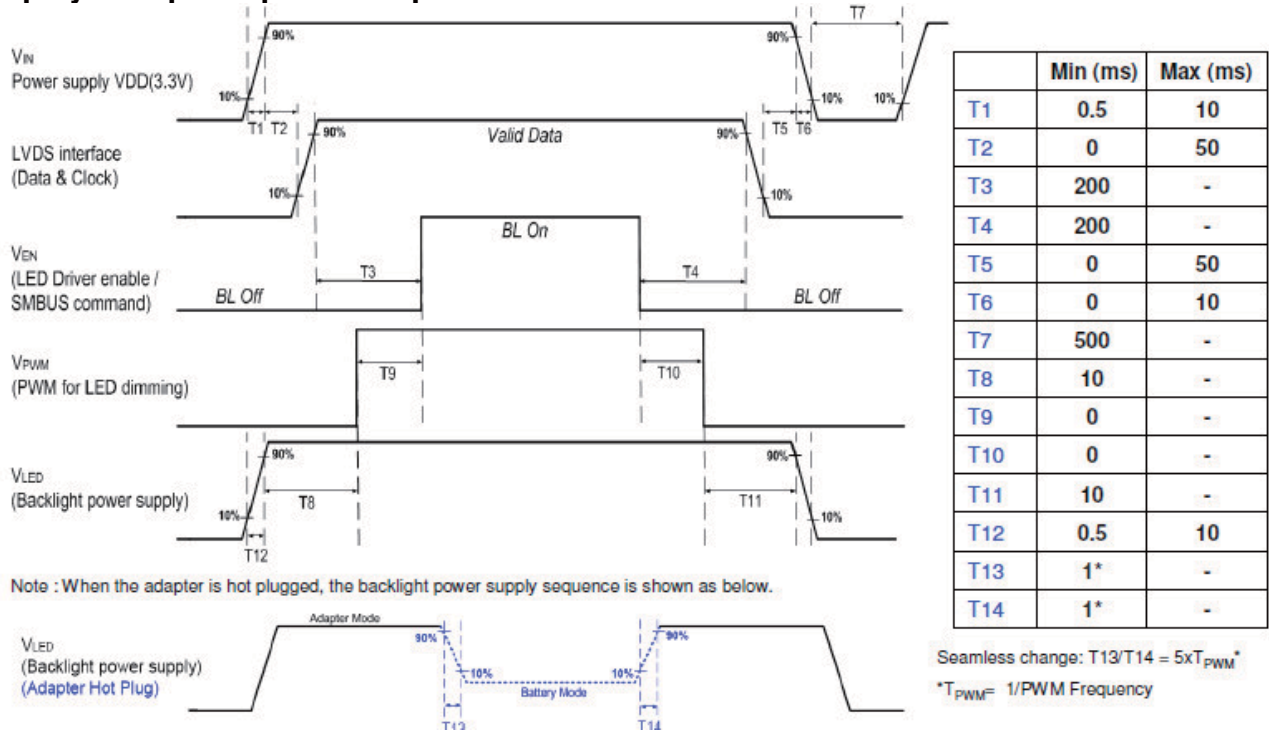 T7
90%
90%
VIN
Power supply VDD(3.3V)
10%
10%
10%
T1 T2
T5 T6
90%
Valid Data
90%
LVDS interface
(Data & Clock)
10%
10%
BL On
VEN
(LED Driver enable /
SMBUS command)
T3
T4
BL Off
BL Off
VPWM
(PWM for LED dimming)
T9
T10
90%
90%
VLED
(Backlight power supply)
T8
T11
10%
10%
T12
Note : When the adapter is hot plugged, the backlight power supply sequence is shown as below.
Adapter Mode
90%
90%
VLED
(Backlight power supply)
(Adapter Hot Plug)
10%
10%
Battery Mode
T13
T14
Min (ms) Max (ms)
T1 0.5 10
T2 0 50
T3 200 -
T4 200 -
T5 0 50
T6 0 10
T7 500 -
T8 10 -
T9 0 -
T10 0 -
T11 10 -
T12 0.5 10
T13 1* -
T14 1* -
Seamless change: T13/T14 = 5xTPWM*
*TPWM= 1/PWM Frequency